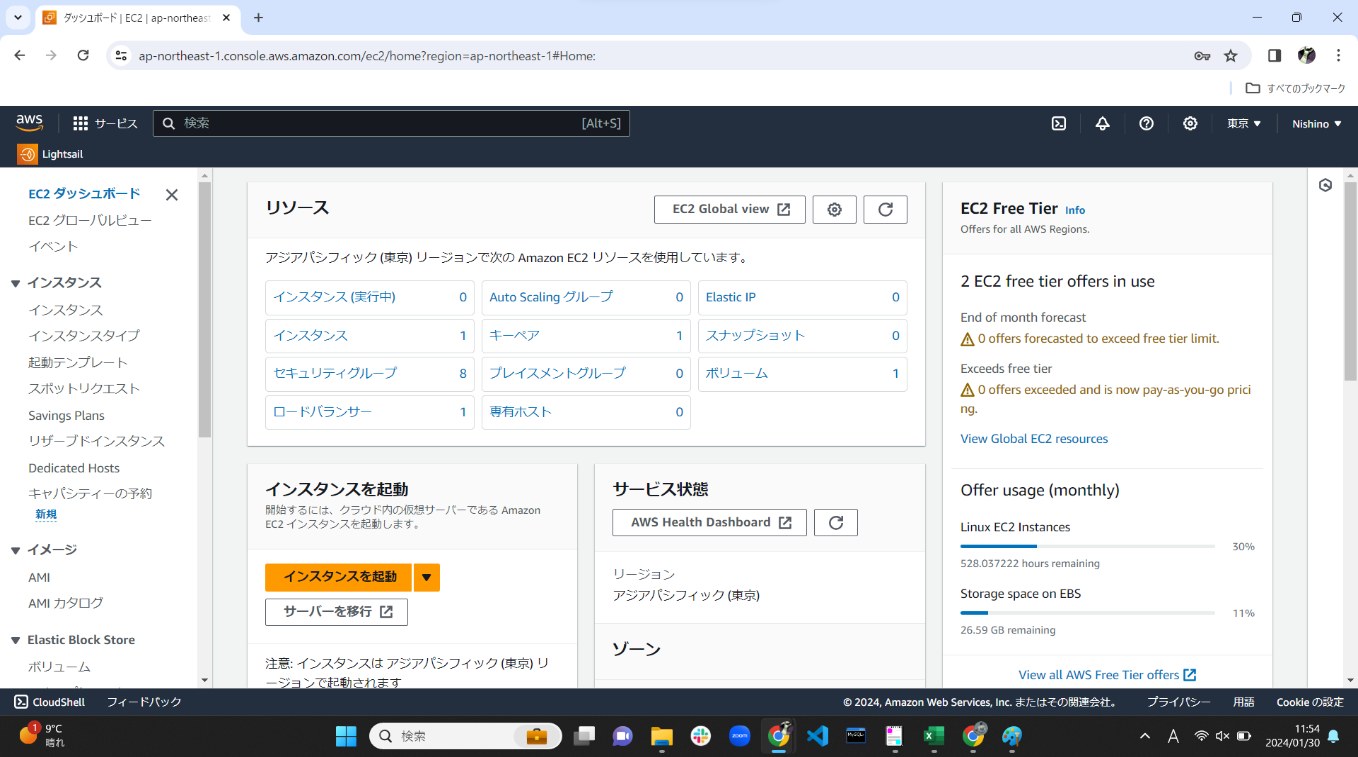 ダッシュボード | EC2 | ap-northeast
ap-northeast-1.console.aws.amazon.com/ec2/home?region=ap-northeast-1#Home:
すべてのブックマーク
aws
サービス
検索
[Alt+S]
東京
Nishino
Lightsail
EC2 ダッシュボード
EC2 グローバルビュー
イベント
インスタンス
インスタンス
インスタンスタイプ
起動テンプレート
スポットリクエスト
Savings Plans
リザーブドインスタンス
Dedicated Hosts
キャパシティーの予約
新規
イメージ
AMI
AMI カタログ
Elastic Block Store
ボリューム
リソース
EC2 Global view
アジアパシフィック (東京) リージョンで次の Amazon EC2 リソースを使用しています。
インスタンス (実行中) 0
Auto Scaling グループ 0
Elastic IP 0
インスタンス 1
キーペア 1
スナップショット 0
セキュリティグループ 8
プレイスメントグループ 0
ボリューム 1
ロードバランサー 1
専有ホスト 0
インスタンスを起動
開始するには、クラウド内の仮想サーバーである Amazon
EC2 インスタンスを起動します。
インスタンスを起動
サーバーを移行
注意: インスタンスは アジアパシフィック (東京) リ
ージョンで起動されます
サービス状態
AWS Health Dashboard
リージョン
アジアパシフィック (東京)
ゾーン
EC2 Free Tier Info
Offers for all AWS Regions.
2 EC2 free tier offers in use
End of month forecast
0 offers forecasted to exceed free tier limit.
Exceeds free tier
0 offers exceeded and is now pay-as-you-go prici
ng.
View Global EC2 resources
Offer usage (monthly)
Linux EC2 Instances
30%
528.037222 hours remaining
Storage space on EBS
11%
26.59 GB remaining
View all AWS Free Tier offers
CloudShell
フィードバック
© 2024, Amazon Web Services, Inc. またはその関連会社。
プライバシー
用語
Cookie の設定
1
9°C
晴れ
検索
zoom
MySQL
A
11:54
2024/01/30